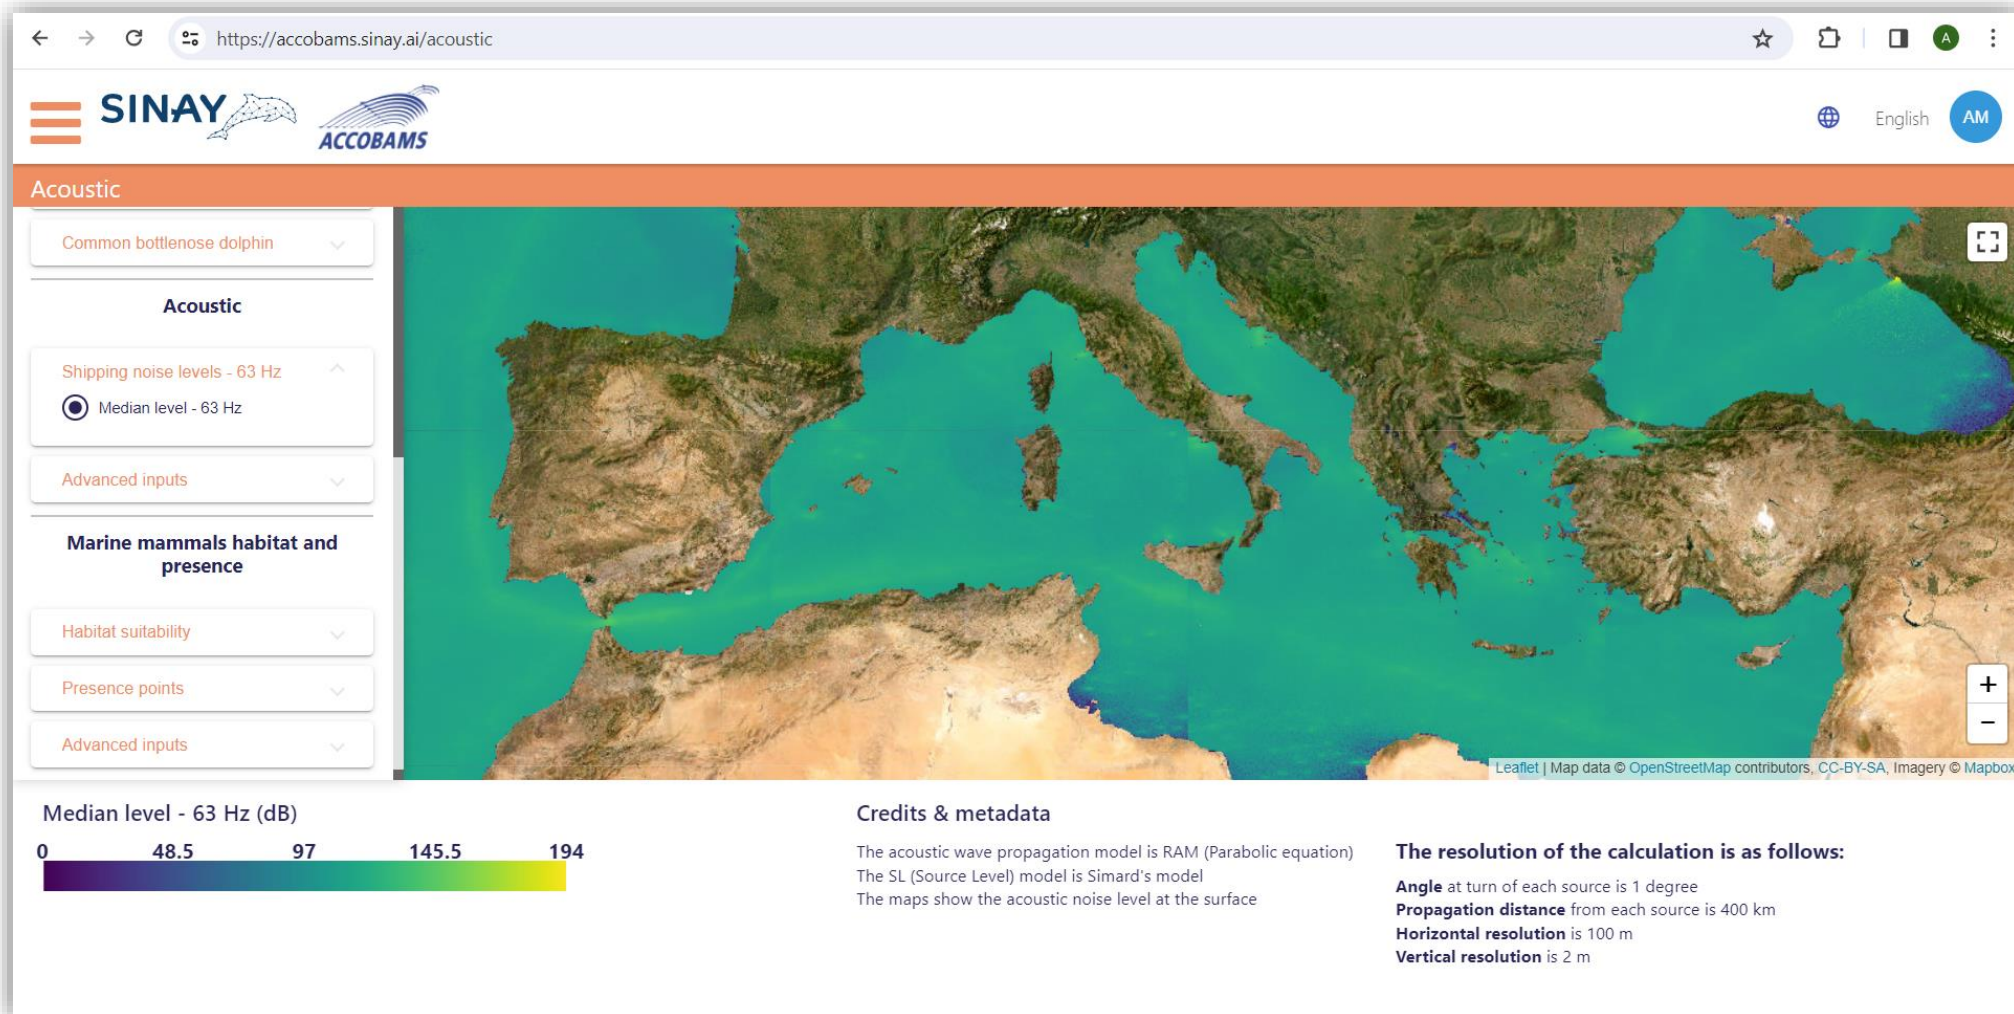 https://accobams.sinay.ai/acoustic
A
SINAY
ACCOBAMS
English
AM
Acoustic
Common bottlenose dolphin
Acoustic
Shipping noise levels - 63 Hz
Median level - 63 Hz
Advanced inputs
Marine mammals habitat and
presence
Habitat suitability
Presence points
Advanced inputs
+
−
Leaflet | Map data © OpenStreetMap contributors, CC-BY-SA, Imagery © Mapbox
Median level - 63 Hz (dB)
0 48.5 97 145.5 194
Credits & metadata
The acoustic wave propagation model is RAM (Parabolic equation)
The SL (Source Level) model is Simard's model
The maps show the acoustic noise level at the surface
The resolution of the calculation is as follows:
Angle at turn of each source is 1 degree
Propagation distance from each source is 400 km
Horizontal resolution is 100 m
Vertical resolution is 2 m